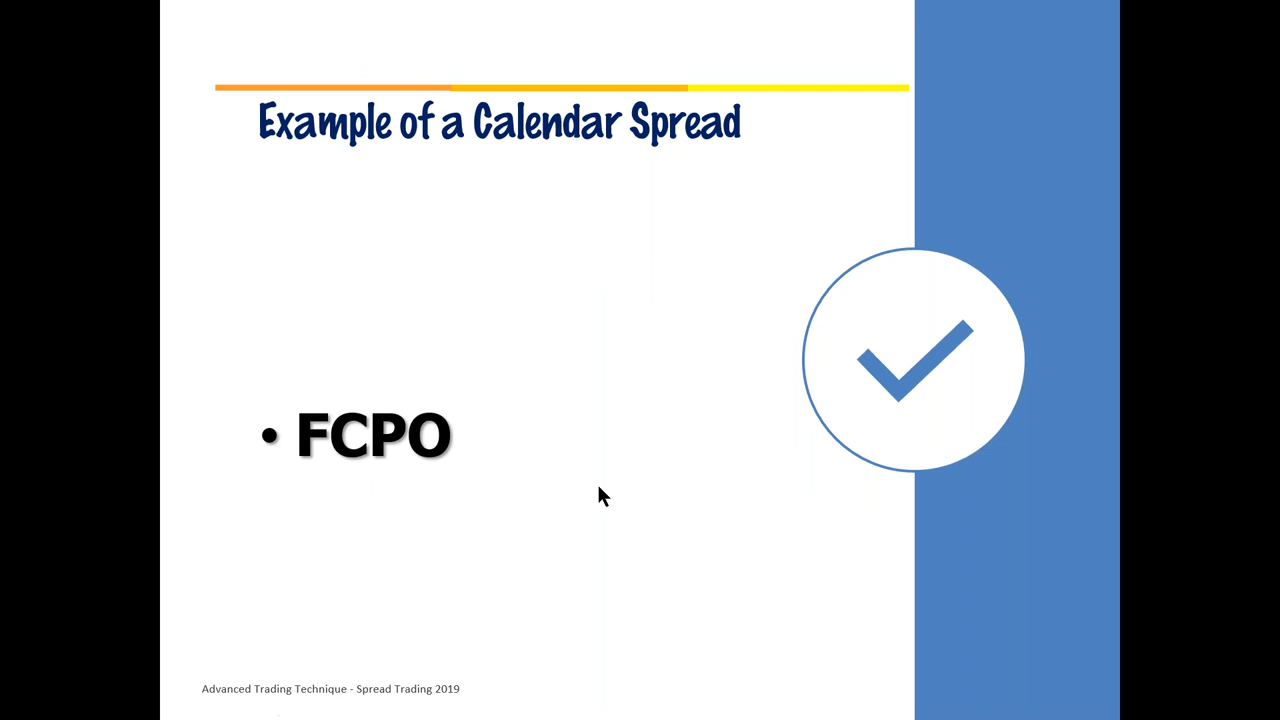 Example of a Calendar Spread
• FCPO
Advanced Trading Technique - Spread Trading 2019